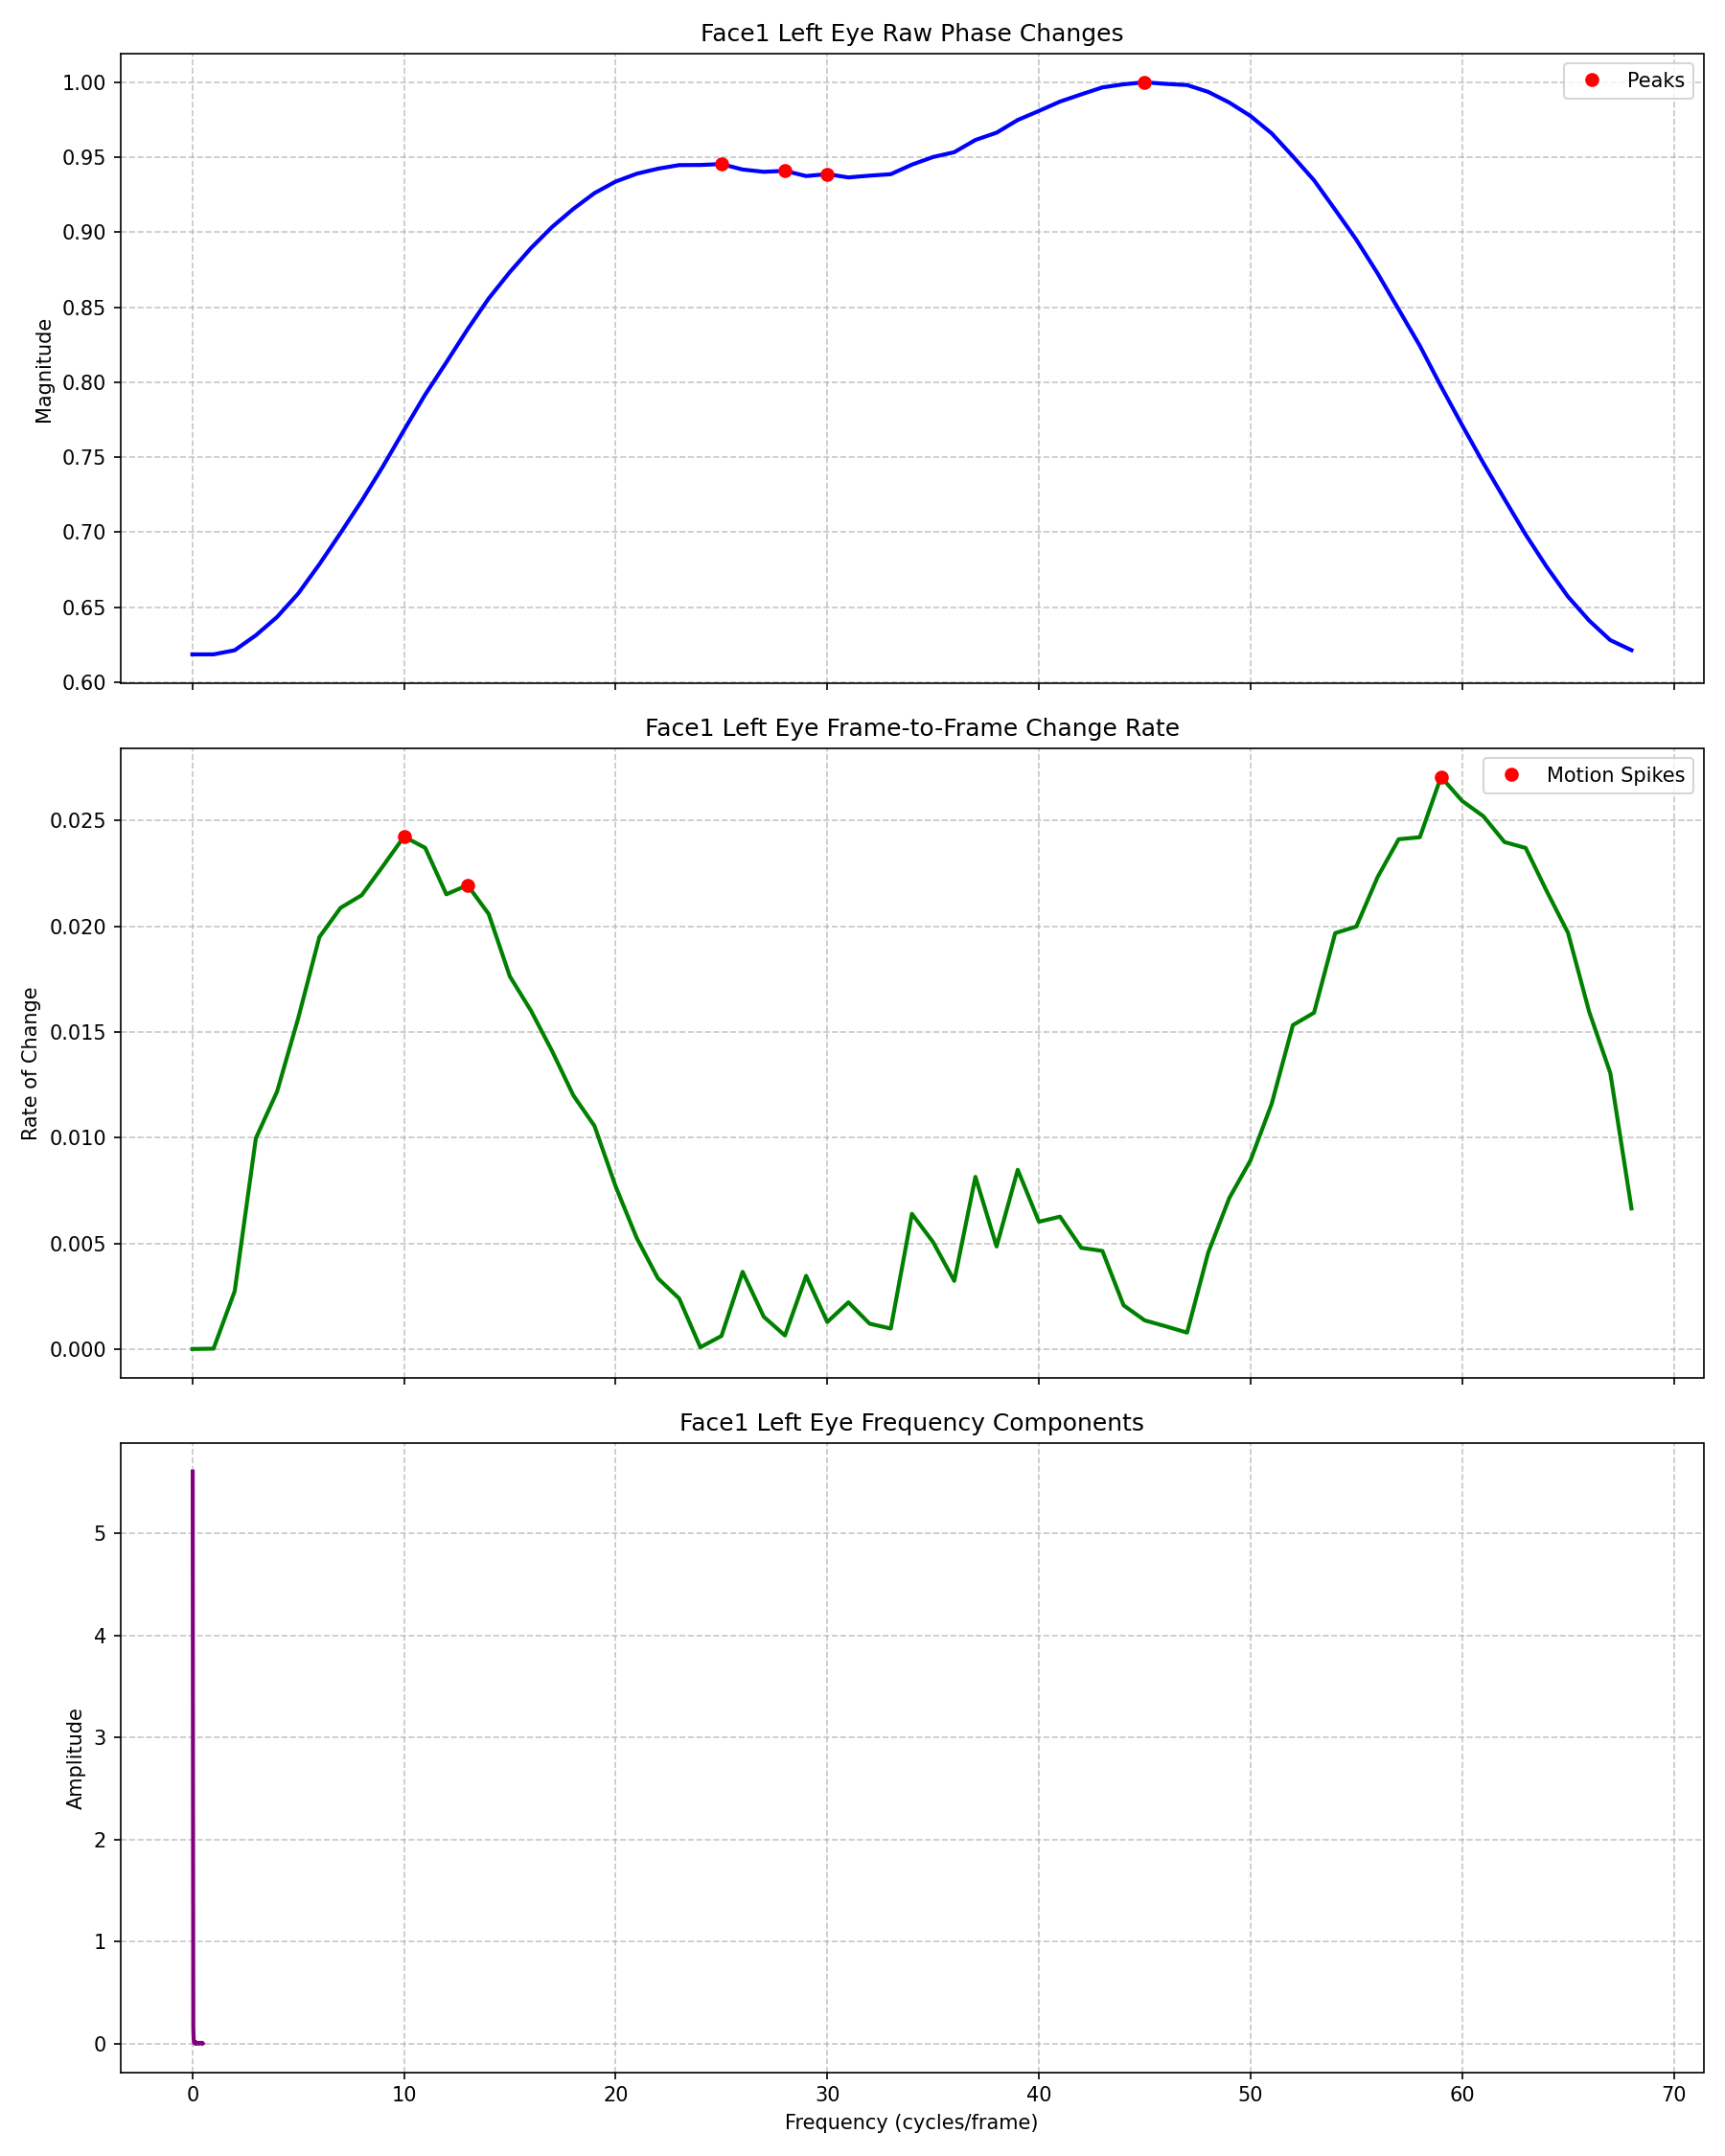 Face1 Left Eye Raw Phase Changes
Peaks
Magnitude
1.00
0.95
0.90
0.85
0.80
0.75
0.70
0.65
0.60
Face1 Left Eye Frame-to-Frame Change Rate
Motion Spikes
Rate of Change
0.025
0.020
0.015
0.010
0.005
0.000
Face1 Left Eye Frequency Components
Amplitude
5
4
3
2
1
0
0 10 20 30 40 50 60 70
Frequency (cycles/frame)